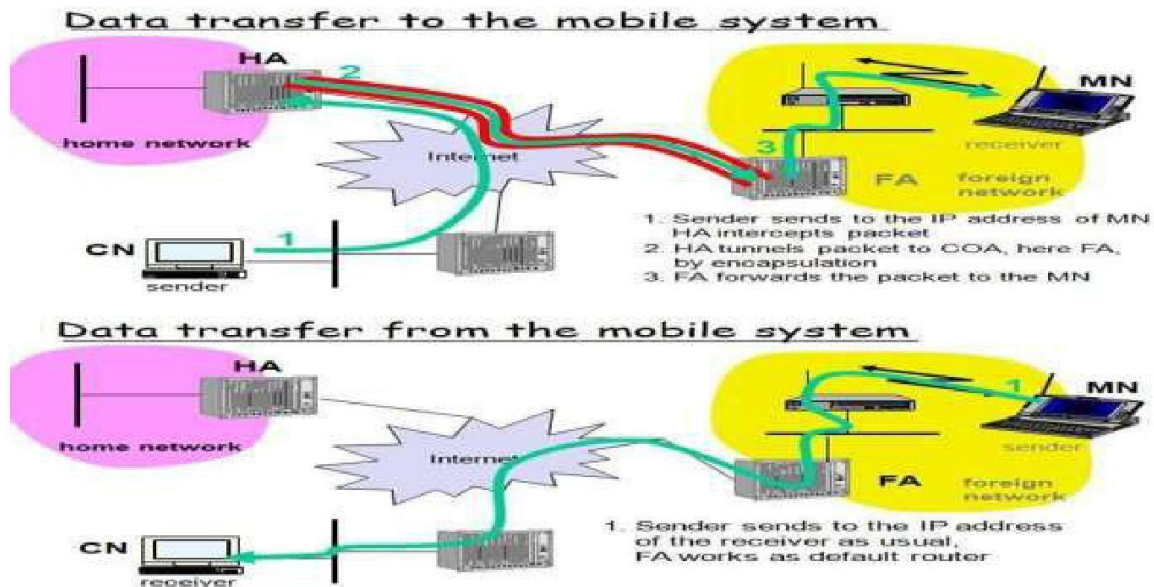 Data transfer to the mobile system
HA
2
MN
home network
Internet
3
receiver
FA
foreign
network
CN
1
sender
1. Sender sends to the IP address of MN
HA intercepts packet
2. HA tunnels packet to COA, here FA,
by encapsulation
3. FA forwards the packet to the MN
Data transfer from the mobile system
HA
1
MN
home network
Internet
sender
FA
foreign
network
CN
receiver
1. Sender sends to the IP address
of the receiver as usual,
FA works as default router